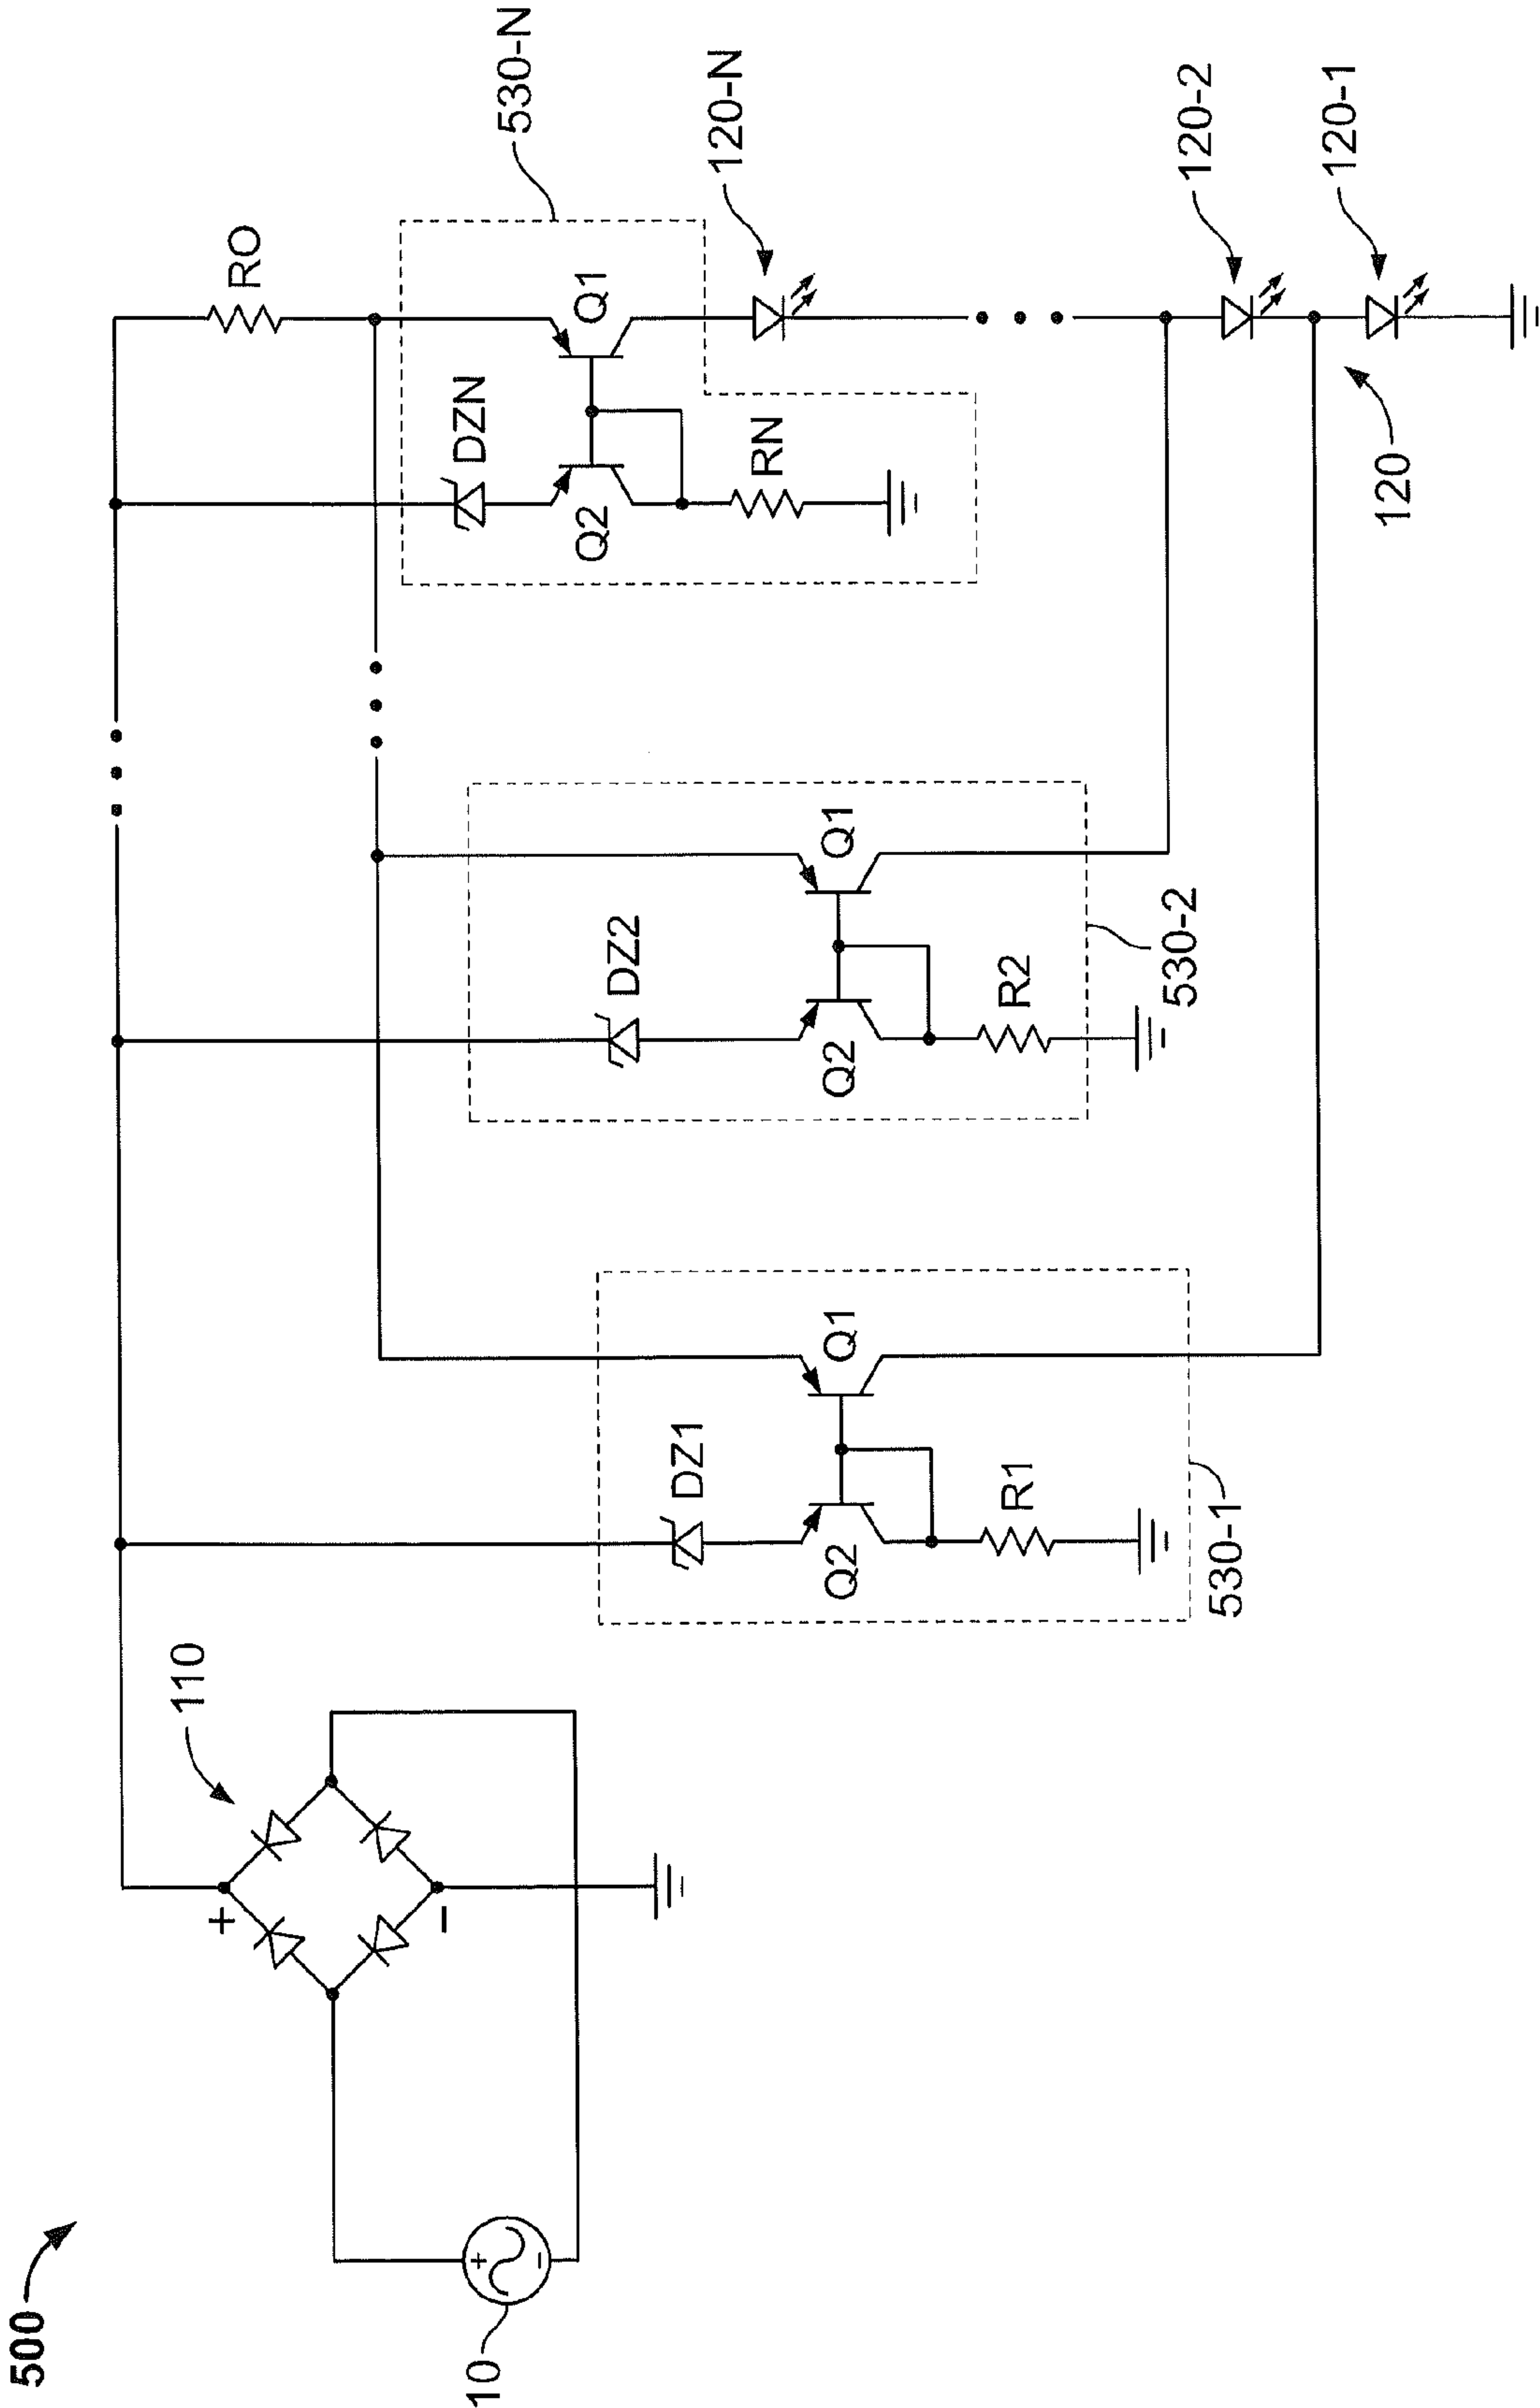 500
10
110
+
−
+
−
530-1
DZ1
Q2
Q1
R1
530-2
DZ2
Q2
Q1
R2
530-N
DZN
Q2
Q1
RN
RO
120-N
120-2
120-1
120